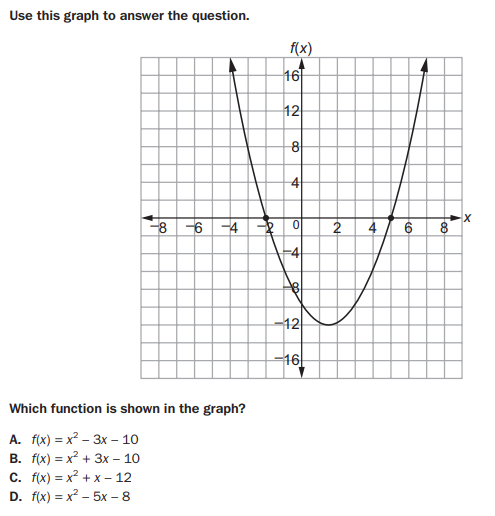 Use this graph to answer the question.
f(x)
16
12
8
4
−8 −6 −4 −2 0 2 4 6 8 x
−4
−8
−12
−16
Which function is shown in the graph?
A. f(x) = x² – 3x – 10
B. f(x) = x² + 3x – 10
C. f(x) = x² + x – 12
D. f(x) = x² – 5x – 8